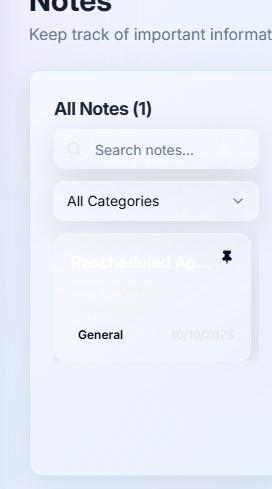 Notes
Keep track of important informat
All Notes (1)
Search notes...
All Categories
Rescheduled Ap...
General
10/10/2025